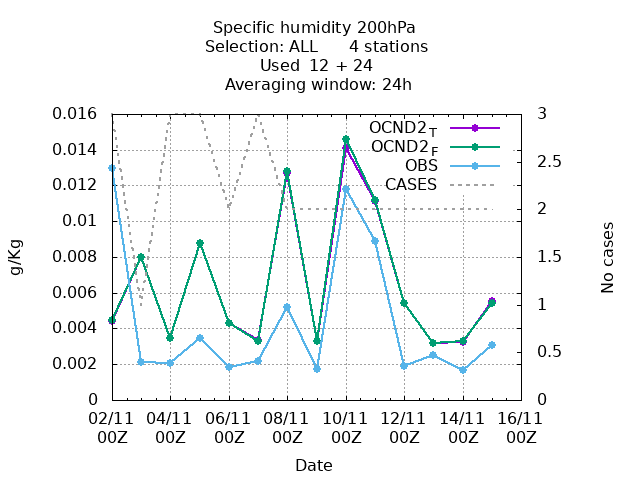 Specific humidity 200hPa
Selection: ALL 4 stations
Used 12 + 24
Averaging window: 24h
OCND2 T
OCND2 F
OBS
CASES
g/Kg
0.016
0.014
0.012
0.01
0.008
0.006
0.004
0.002
0
3
2.5
2
1.5
1
0.5
0
No cases
02/11 04/11 06/11 08/11 10/11 12/11 14/11 16/11
00Z 00Z 00Z 00Z 00Z 00Z 00Z 00Z
Date